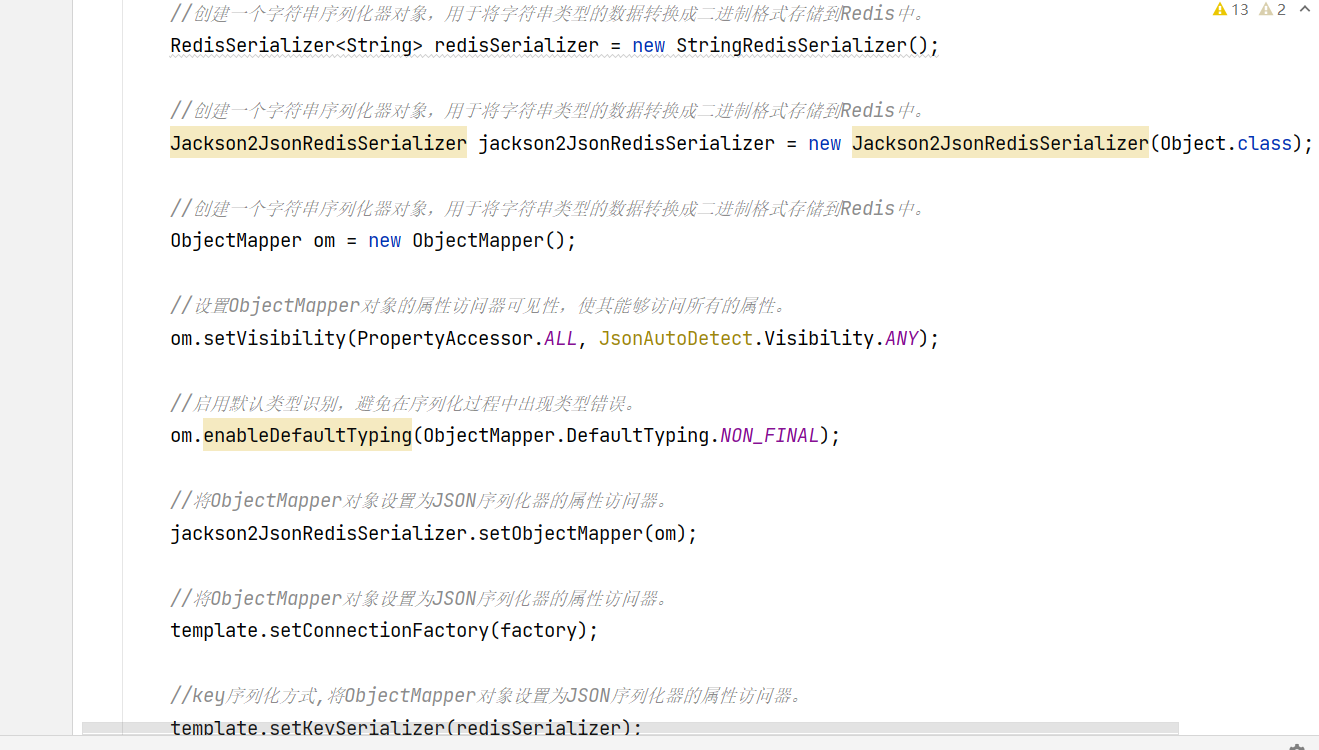 //创建一个字符串序列化器对象，用于将字符串类型的数据转换成二进制格式存储到Redis中。
13 2
RedisSerializer<String> redisSerializer = new StringRedisSerializer();
//创建一个字符串序列化器对象，用于将字符串类型的数据转换成二进制格式存储到Redis中。
Jackson2JsonRedisSerializer jackson2JsonRedisSerializer = new Jackson2JsonRedisSerializer(Object.class);
//创建一个字符串序列化器对象，用于将字符串类型的数据转换成二进制格式存储到Redis中。
ObjectMapper om = new ObjectMapper();
//设置ObjectMapper对象的属性访问器可见性，使其能够访问所有的属性。
om.setVisibility(PropertyAccessor.ALL, JsonAutoDetect.Visibility.ANY);
//启用默认类型识别，避免在序列化过程中出现类型错误。
om.enableDefaultTyping(ObjectMapper.DefaultTyping.NON_FINAL);
//将ObjectMapper对象设置为JSON序列化器的属性访问器。
jackson2JsonRedisSerializer.setObjectMapper(om);
//将ObjectMapper对象设置为JSON序列化器的属性访问器。
template.setConnectionFactory(factory);
//key序列化方式,将ObjectMapper对象设置为JSON序列化器的属性访问器。
template.setKeySerializer(redisSerializer);